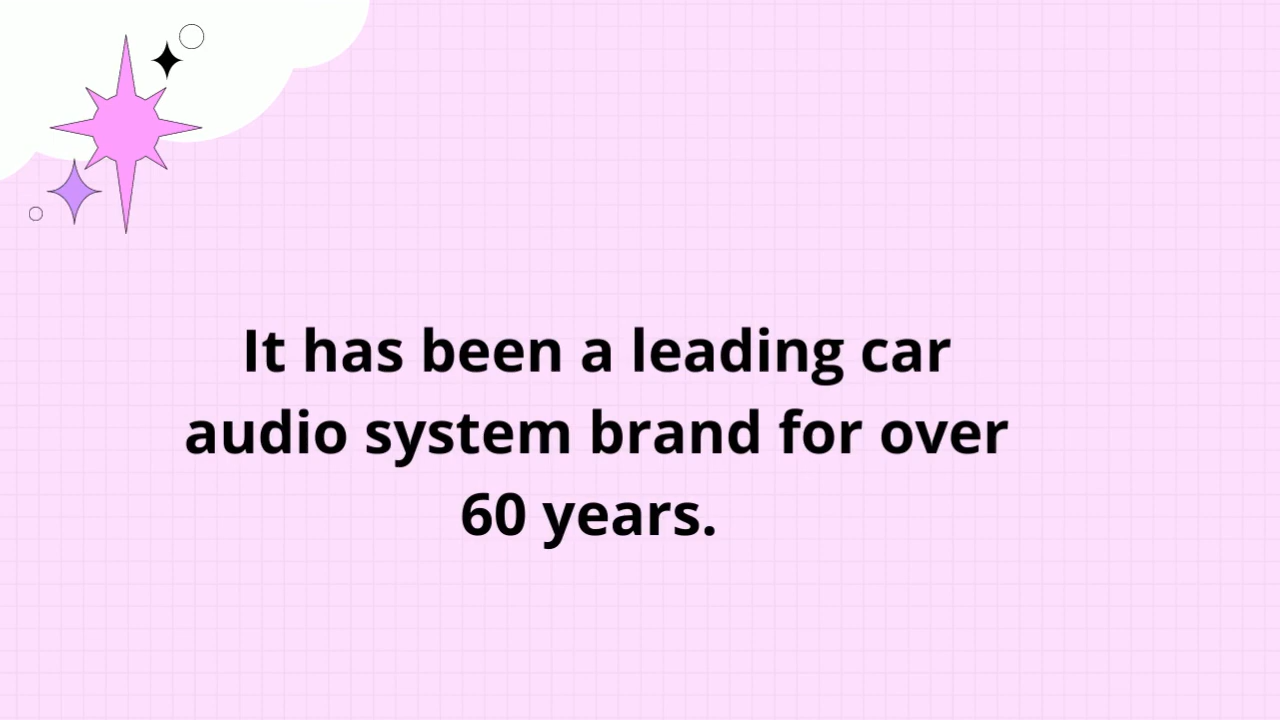 It has been a leading car
audio system brand for over
60 years.